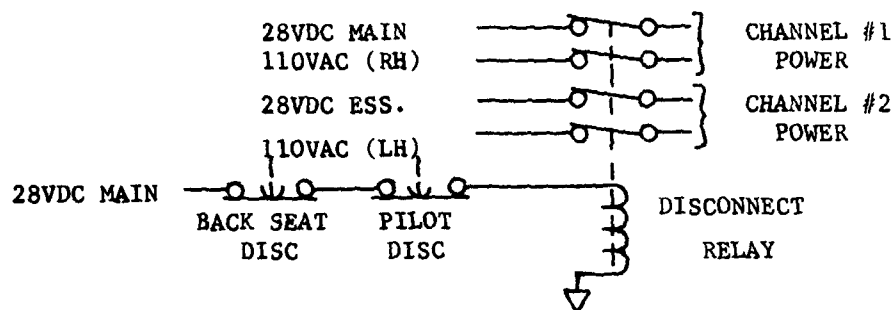 28VDC MAIN
110VAC (RH)
28VDC ESS.
110VAC (LH)
CHANNEL #1
POWER
CHANNEL #2
POWER
28VDC MAIN
BACK SEAT
DISC
PILOT
DISC
DISCONNECT
RELAY